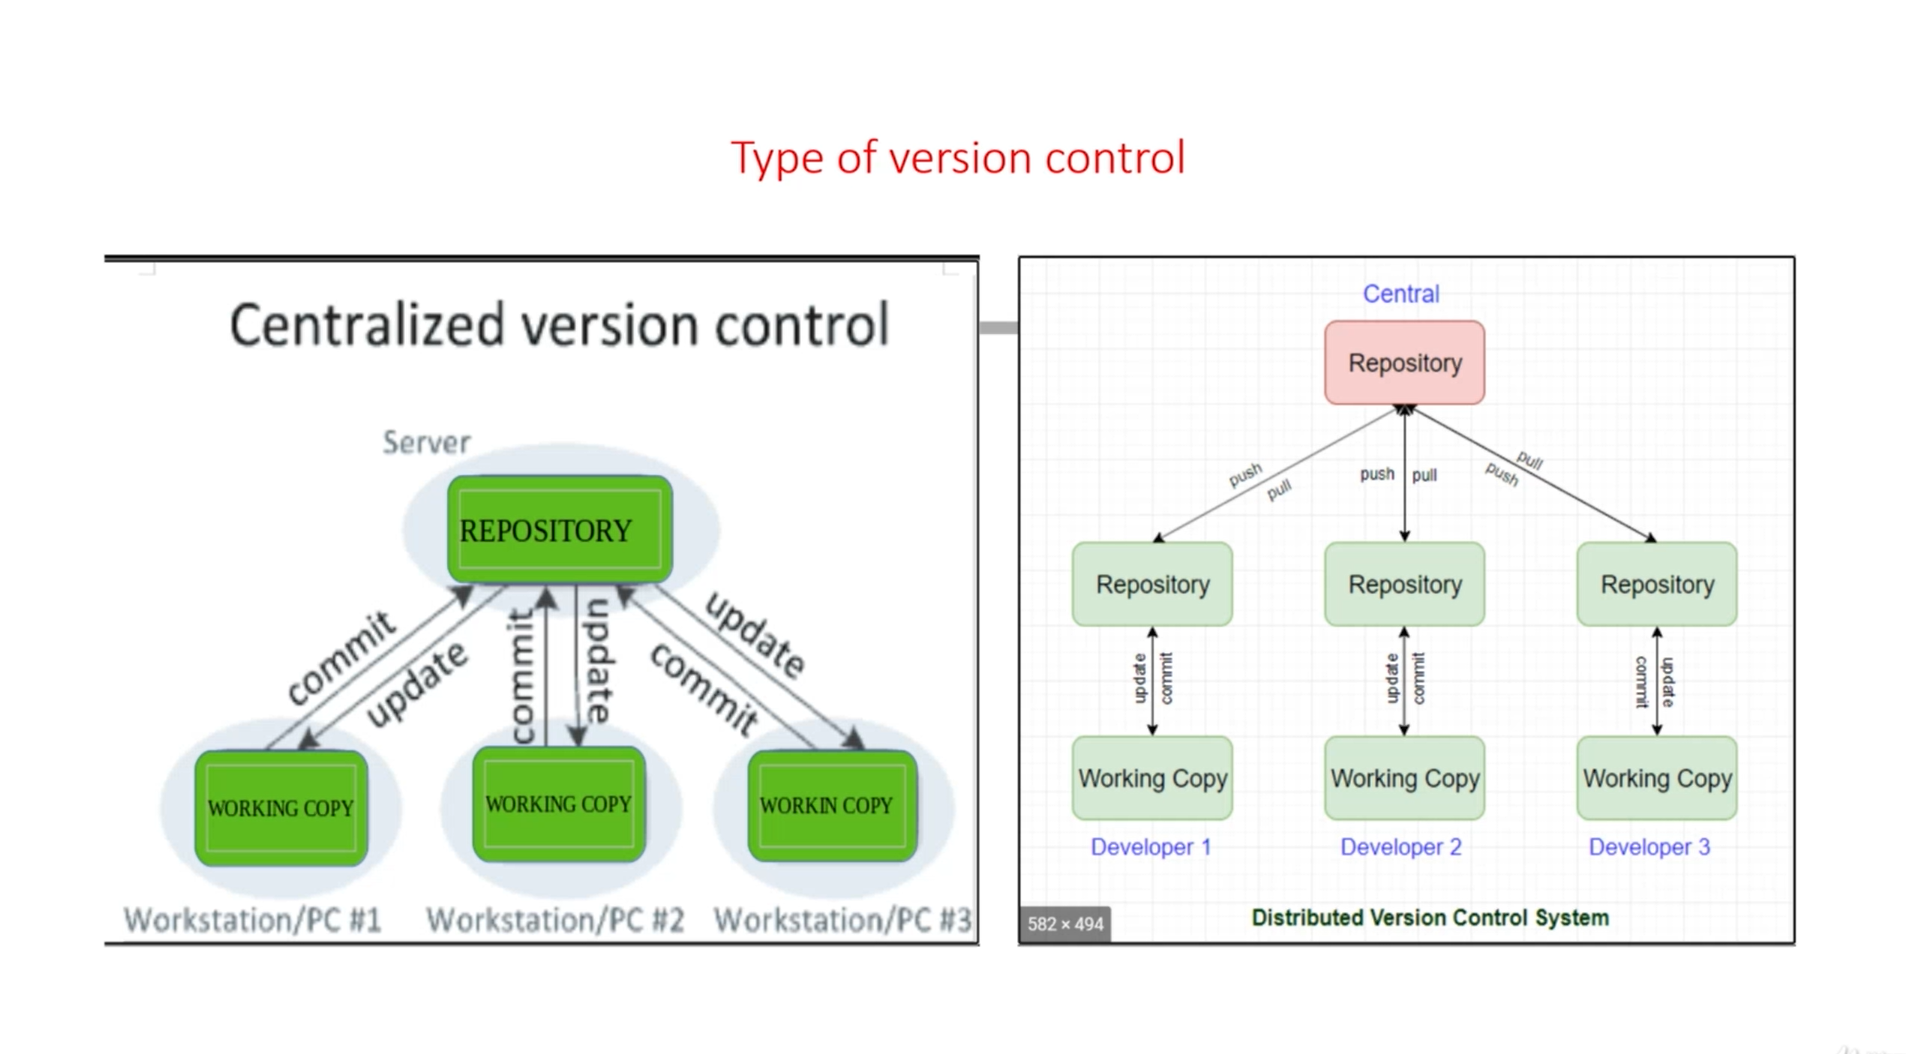 Type of version control
Centralized version control
Server
REPOSITORY
commit
update
commit
update
commit
update
WORKING COPY
WORKING COPY
WORKIN COPY
Workstation/PC #1
Workstation/PC #2
Workstation/PC #3
Central
Repository
push
pull
push
pull
push
pull
Repository
Repository
Repository
update
commit
update
commit
commit
update
Working Copy
Working Copy
Working Copy
Developer 1
Developer 2
Developer 3
582 × 494
Distributed Version Control System